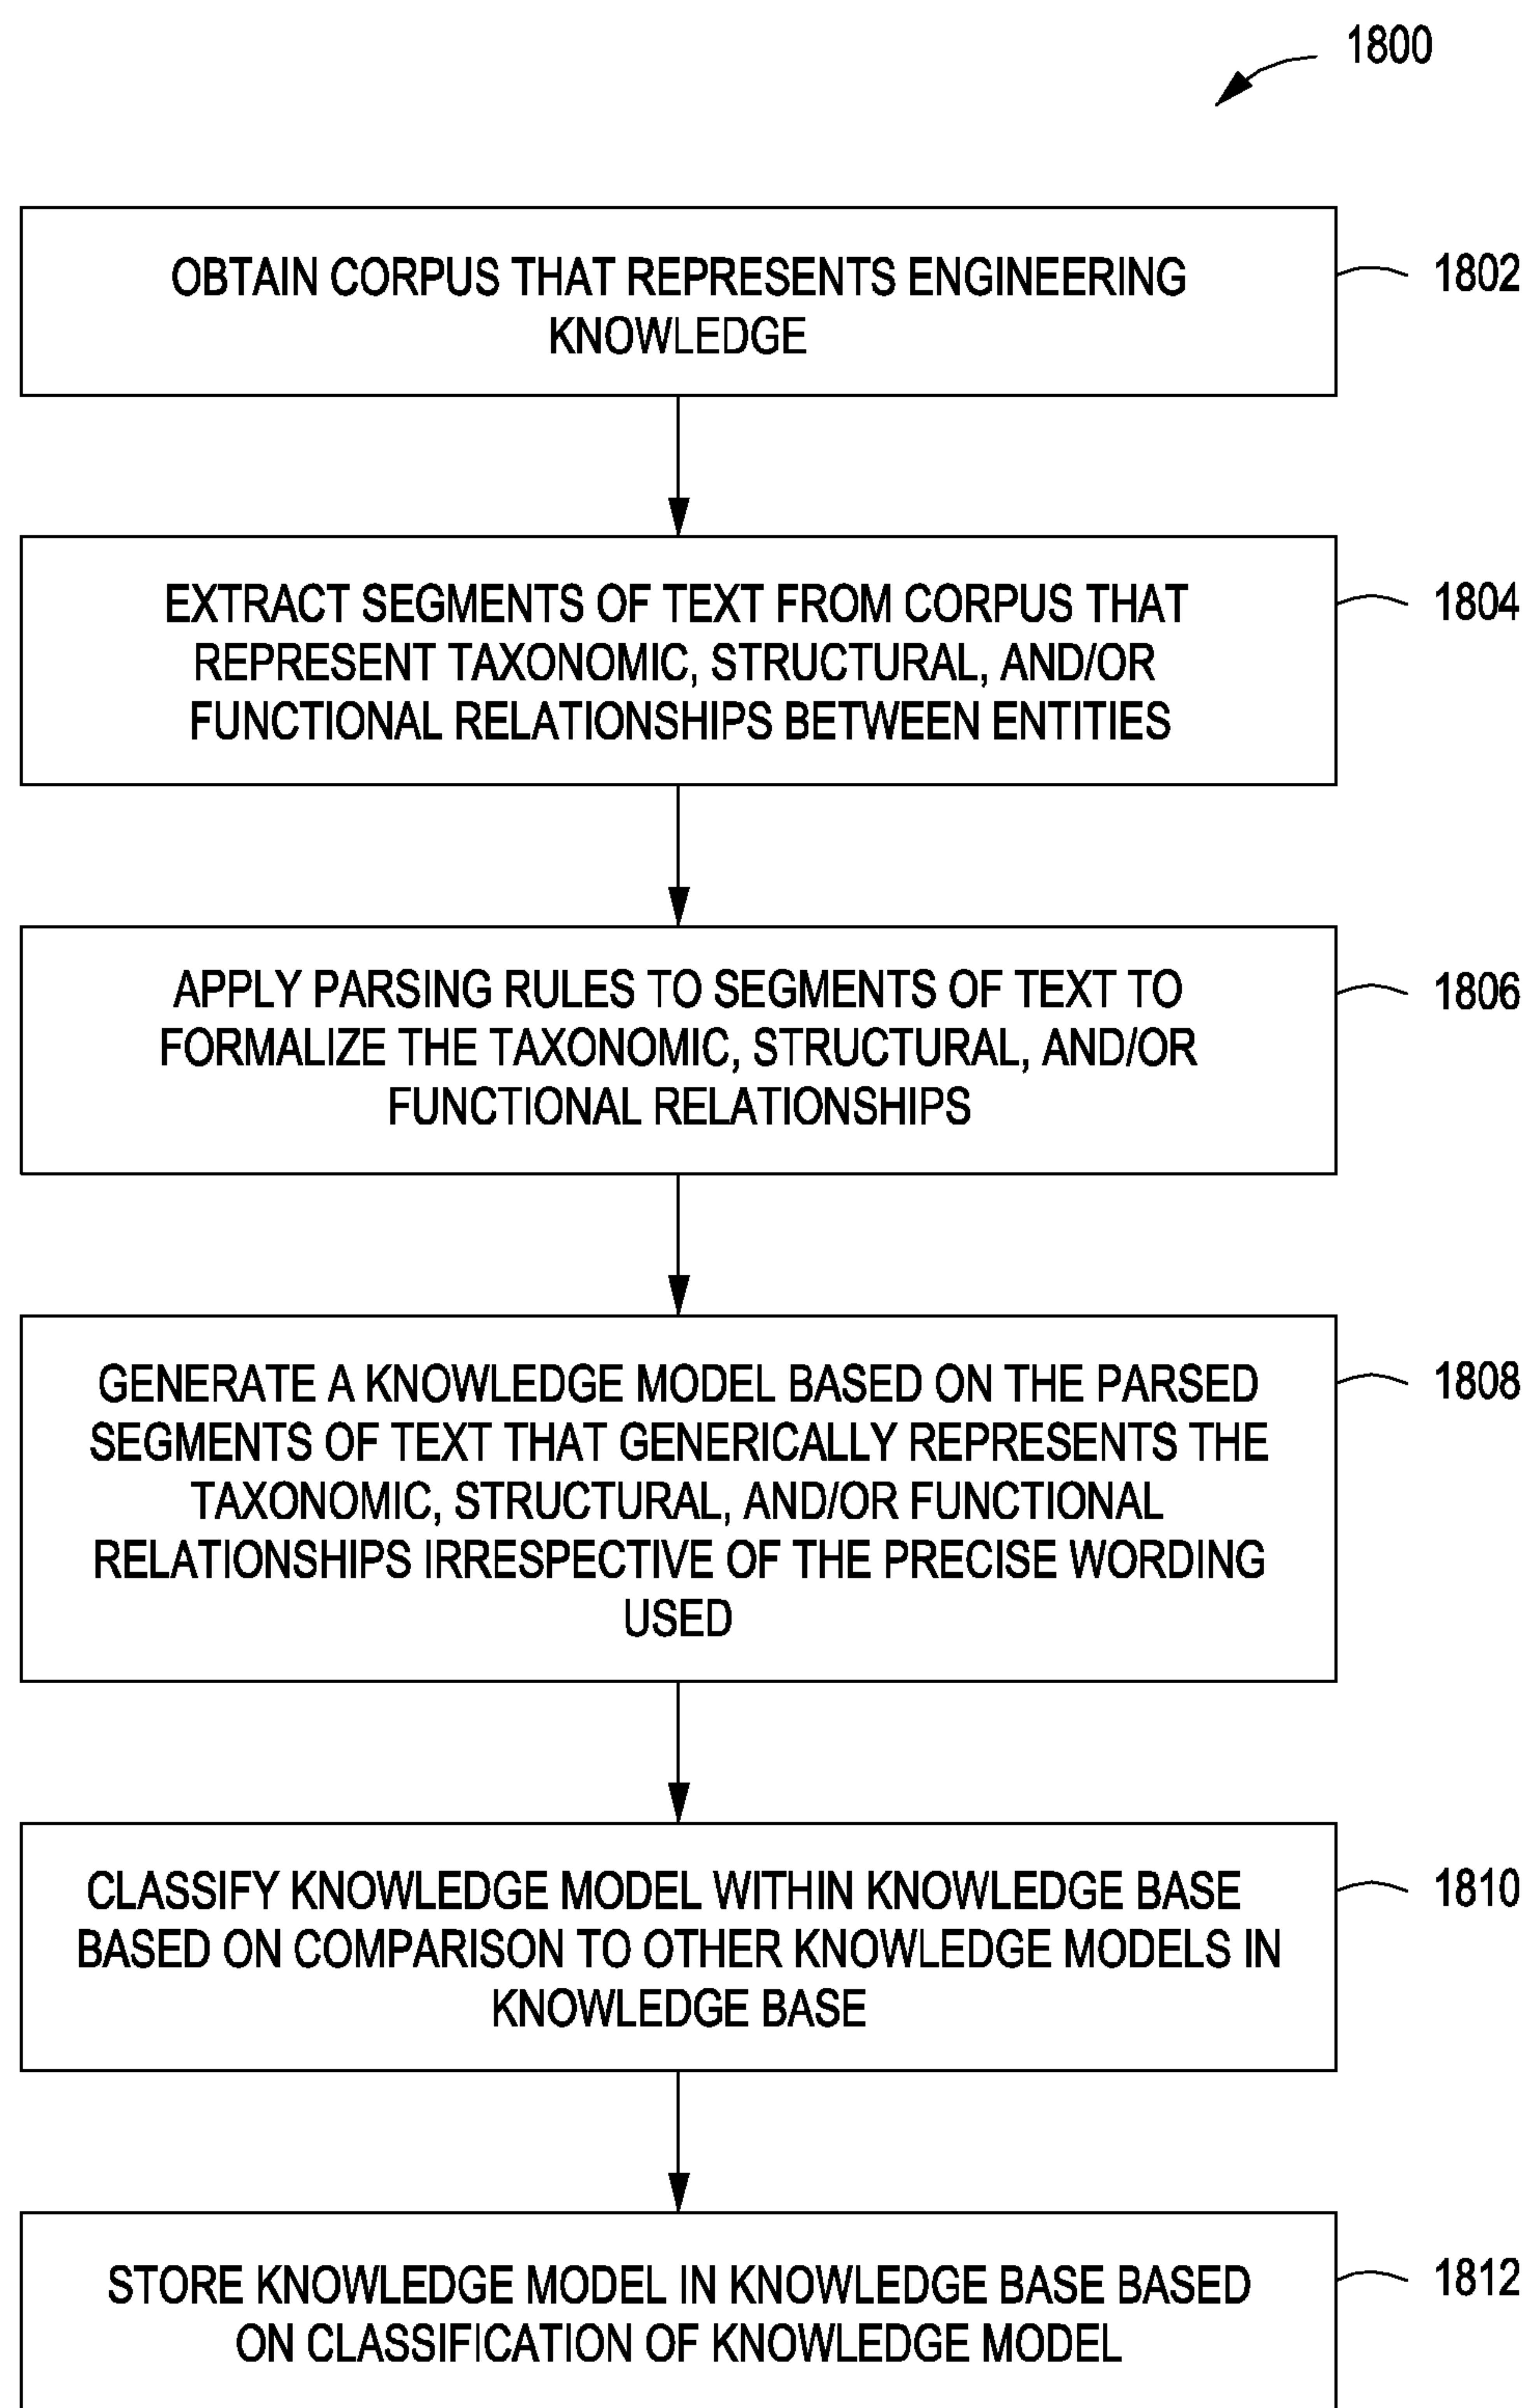 1800
OBTAIN CORPUS THAT REPRESENTS ENGINEERING
KNOWLEDGE
1802
EXTRACT SEGMENTS OF TEXT FROM CORPUS THAT
REPRESENT TAXONOMIC, STRUCTURAL, AND/OR
FUNCTIONAL RELATIONSHIPS BETWEEN ENTITIES
1804
APPLY PARSING RULES TO SEGMENTS OF TEXT TO
FORMALIZE THE TAXONOMIC, STRUCTURAL, AND/OR
FUNCTIONAL RELATIONSHIPS
1806
GENERATE A KNOWLEDGE MODEL BASED ON THE PARSED
SEGMENTS OF TEXT THAT GENERICALLY REPRESENTS THE
TAXONOMIC, STRUCTURAL, AND/OR FUNCTIONAL
RELATIONSHIPS IRRESPECTIVE OF THE PRECISE WORDING
USED
1808
CLASSIFY KNOWLEDGE MODEL WITHIN KNOWLEDGE BASE
BASED ON COMPARISON TO OTHER KNOWLEDGE MODELS IN
KNOWLEDGE BASE
1810
STORE KNOWLEDGE MODEL IN KNOWLEDGE BASE BASED
ON CLASSIFICATION OF KNOWLEDGE MODEL
1812